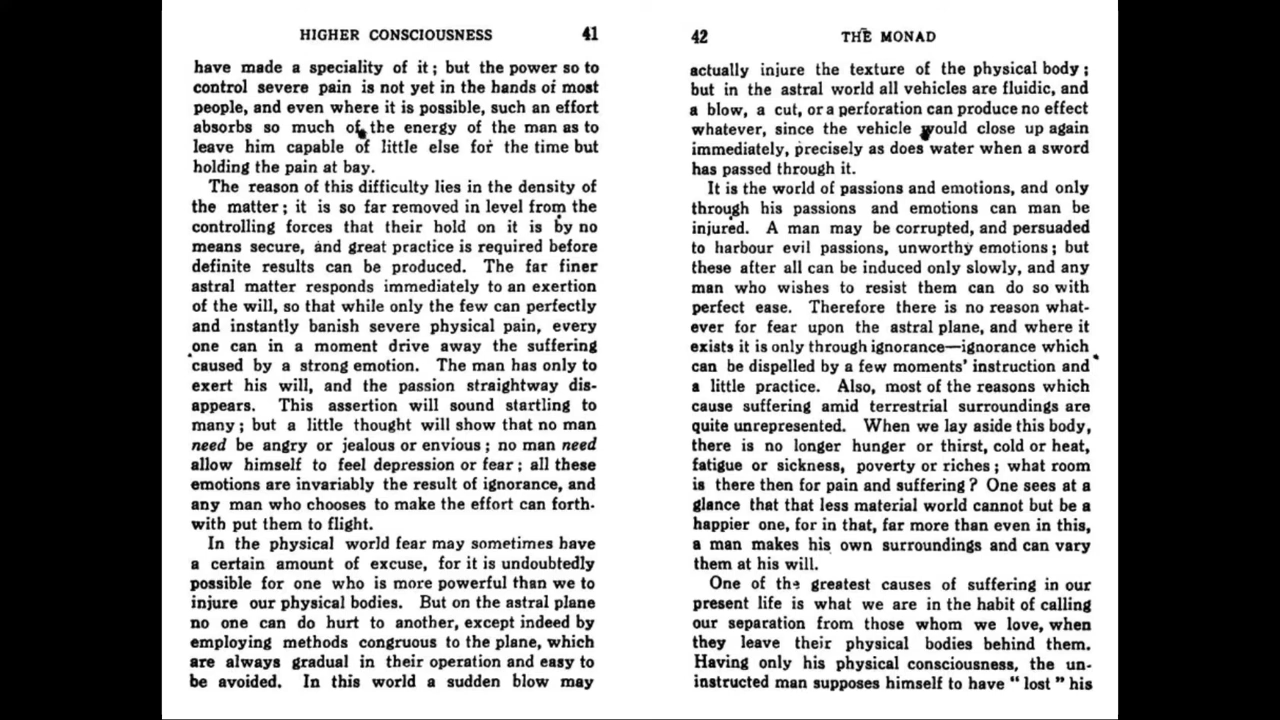 HIGHER CONSCIOUSNESS 41
have made a speciality of it; but the power so to
control severe pain is not yet in the hands of most
people, and even where it is possible, such an effort
absorbs so much of the energy of the man as to
leave him capable of little else for the time but
holding the pain at bay.
The reason of this difficulty lies in the density of
the matter; it is so far removed in level from the
controlling forces that their hold on it is by no
means secure, and great practice is required before
definite results can be produced. The far finer
astral matter responds immediately to an exertion
of the will, so that while only the few can perfectly
and instantly banish severe physical pain, every
one can in a moment drive away the suffering
caused by a strong emotion. The man has only to
exert his will, and the passion straightway dis-
appears. This assertion will sound startling to
many; but a little thought will show that no man
need be angry or jealous or envious; no man need
allow himself to feel depression or fear; all these
emotions are invariably the result of ignorance, and
any man who chooses to make the effort can forth-
with put them to flight.
In the physical world fear may sometimes have
a certain amount of excuse, for it is undoubtedly
possible for one who is more powerful than we to
injure our physical bodies. But on the astral plane
no one can do hurt to another, except indeed by
employing methods congruous to the plane, which
are always gradual in their operation and easy to
be avoided. In this world a sudden blow may
42 THE MONAD
actually injure the texture of the physical body;
but in the astral world all vehicles are fluidic, and
a blow, a cut, or a perforation can produce no effect
whatever, since the vehicle would close up again
immediately, precisely as does water when a sword
has passed through it.
It is the world of passions and emotions, and only
through his passions and emotions can man be
injured. A man may be corrupted, and persuaded
to harbour evil passions, unworthy emotions; but
these after all can be induced only slowly, and any
man who wishes to resist them can do so with
perfect ease. Therefore there is no reason what-
ever for fear upon the astral plane, and where it
exists it is only through ignorance—ignorance which
can be dispelled by a few moments' instruction and
a little practice. Also, most of the reasons which
cause suffering amid terrestrial surroundings are
quite unrepresented. When we lay aside this body,
there is no longer hunger or thirst, cold or heat,
fatigue or sickness, poverty or riches; what room
is there then for pain and suffering? One sees at a
glance that that less material world cannot but be a
happier one, for in that, far more than even in this,
a man makes his own surroundings and can vary
them at his will.
One of the greatest causes of suffering in our
present life is what we are in the habit of calling
our separation from those whom we love, when
they leave their physical bodies behind them.
Having only his physical consciousness, the un-
instructed man supposes himself to have "lost" his